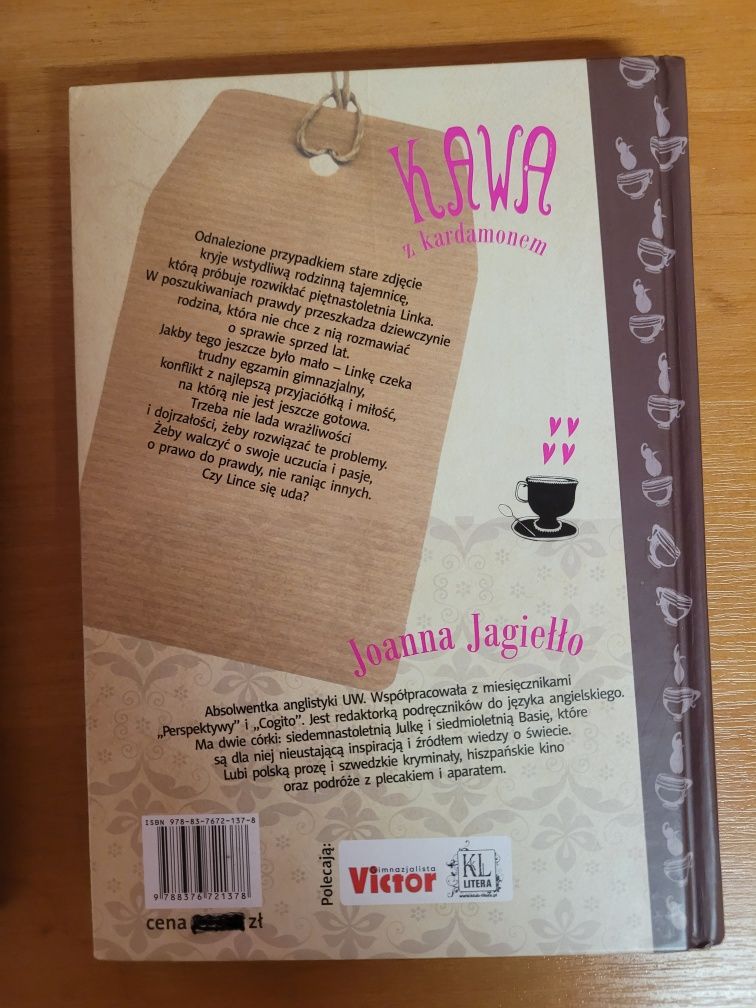 KAWA
z kardamonem
Odnalezione przypadkiem stare zdjęcie
kryje wstydliwą rodzinną tajemnicę,
którą próbuje rozwikłać piętnastoletnia Linka.
W poszukiwaniach prawdy przeszkadza dziewczynie
rodzina, która nie chce z nią rozmawiać
o sprawie sprzed lat.
Jakby tego jeszcze było mało – Linkę czeka
trudny egzamin gimnazjalny,
konflikt z najlepszą przyjaciółką i miłość,
na którą nie jest jeszcze gotowa.
Trzeba nie lada wrażliwości
i dojrzałości, żeby rozwiązać te problemy.
Żeby walczyć o swoje uczucia i pasje,
o prawo do prawdy, nie raniąc innych.
Czy Lince się uda?
Joanna Jagiełło
Absolwentka anglistyki UW. Współpracowała z miesięcznikami
„Perspektywy” i „Cogito”. Jest redaktorką podręczników do języka angielskiego.
Ma dwie córki: siedemnastoletnią Julkę i siedmioletnią Basię, które
są dla niej nieustającą inspiracją i źródłem wiedzy o świecie.
Lubi polską prozę i szwedzkie kryminały, hiszpańskie kino
oraz podróże z plecakiem i aparatem.
ISBN 978-83-7672-137-8
9 788376 721378
cena zł
Polecają:
Gimnazjalista
Victor
KL
LITERA